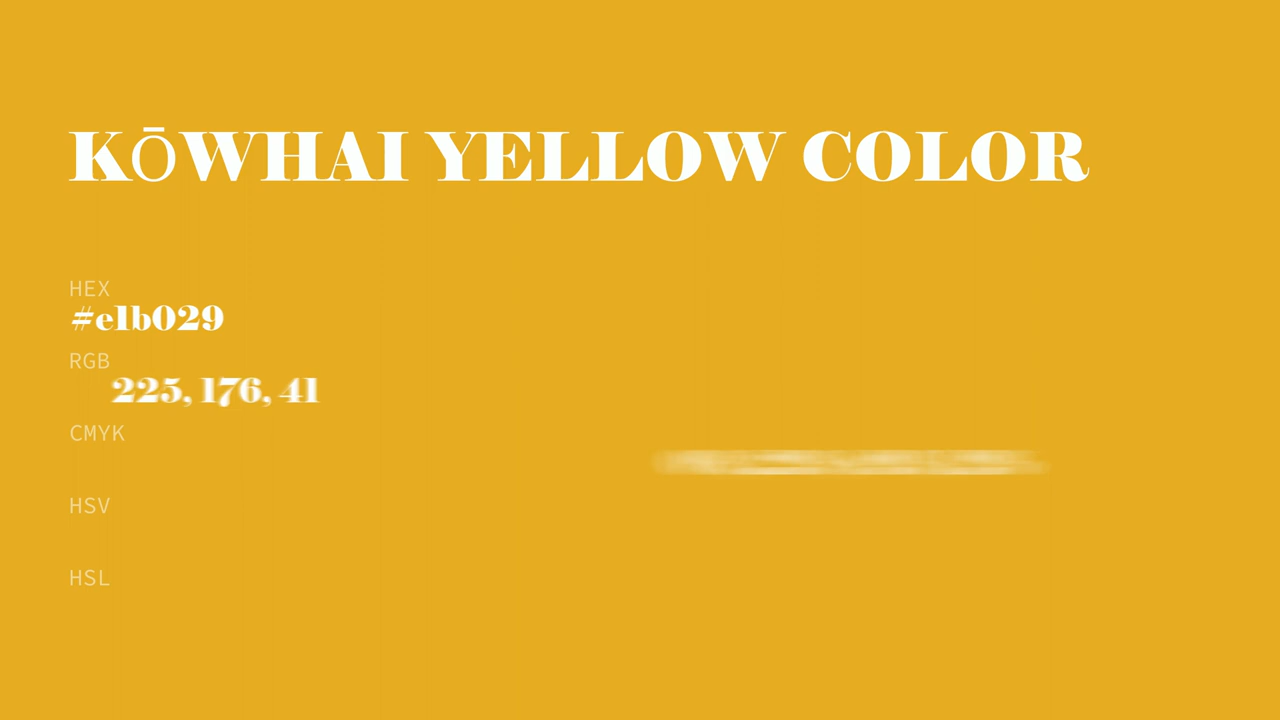 KŌWHAI YELLOW COLOR
HEX
#e1b029
RGB
225, 176, 41
CMYK
HSV
HSL